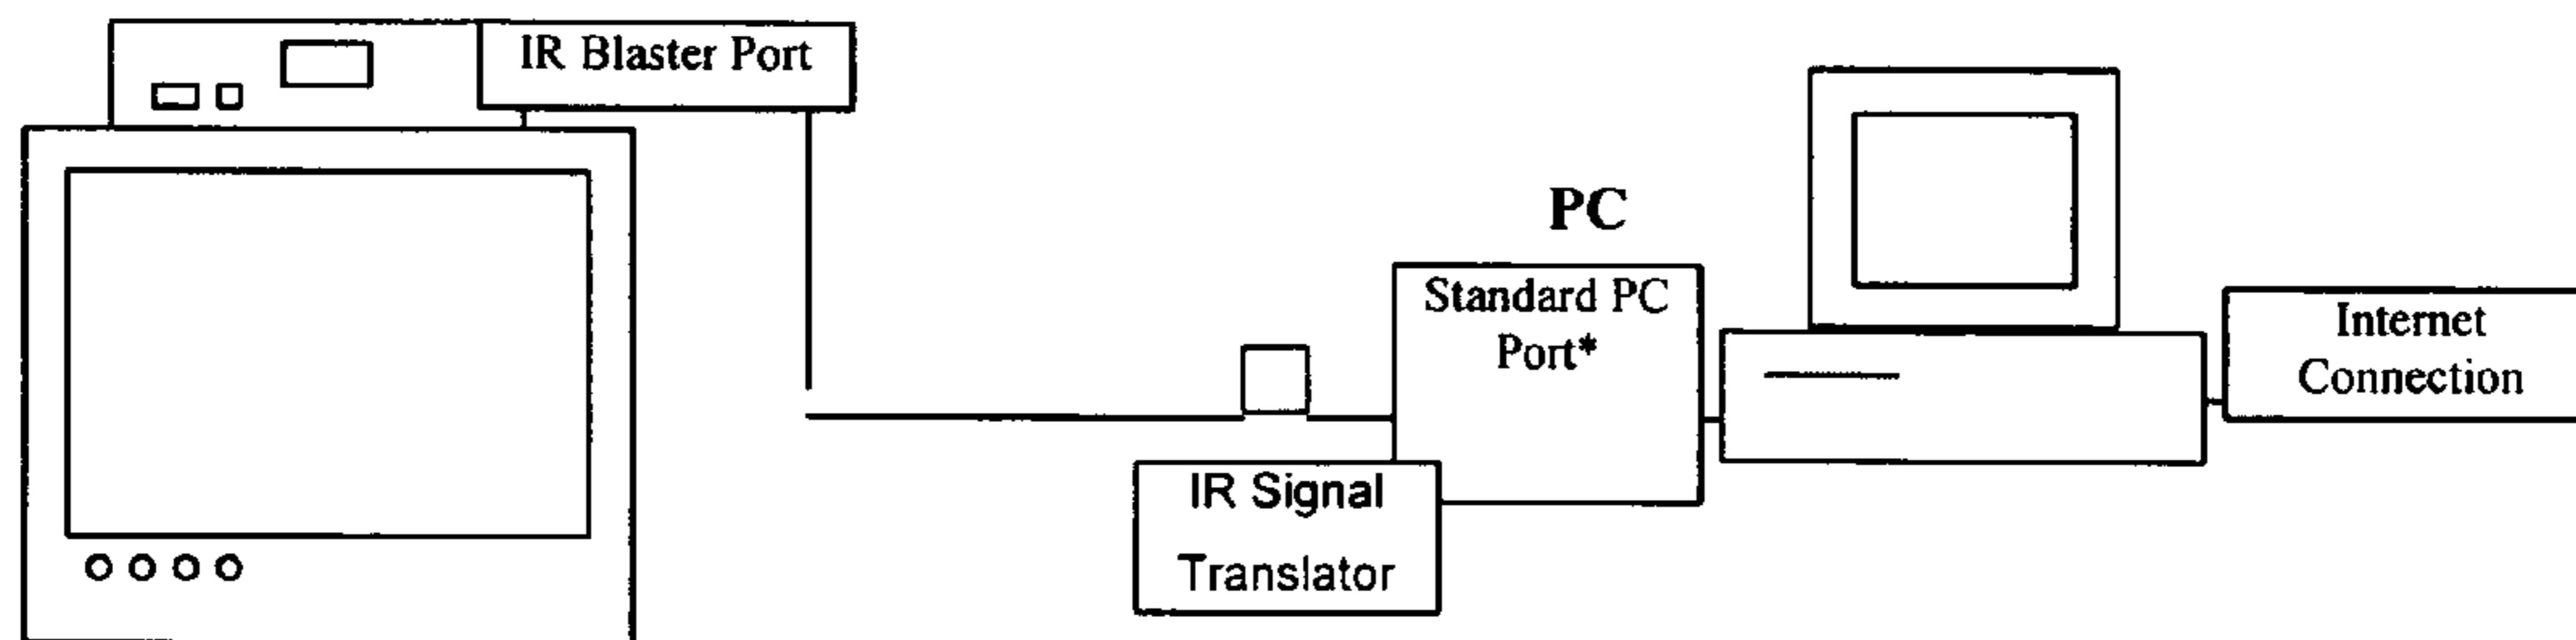 IR Blaster Port
PC
Standard PC
Port*
Internet
Connection
IR Signal
Translator